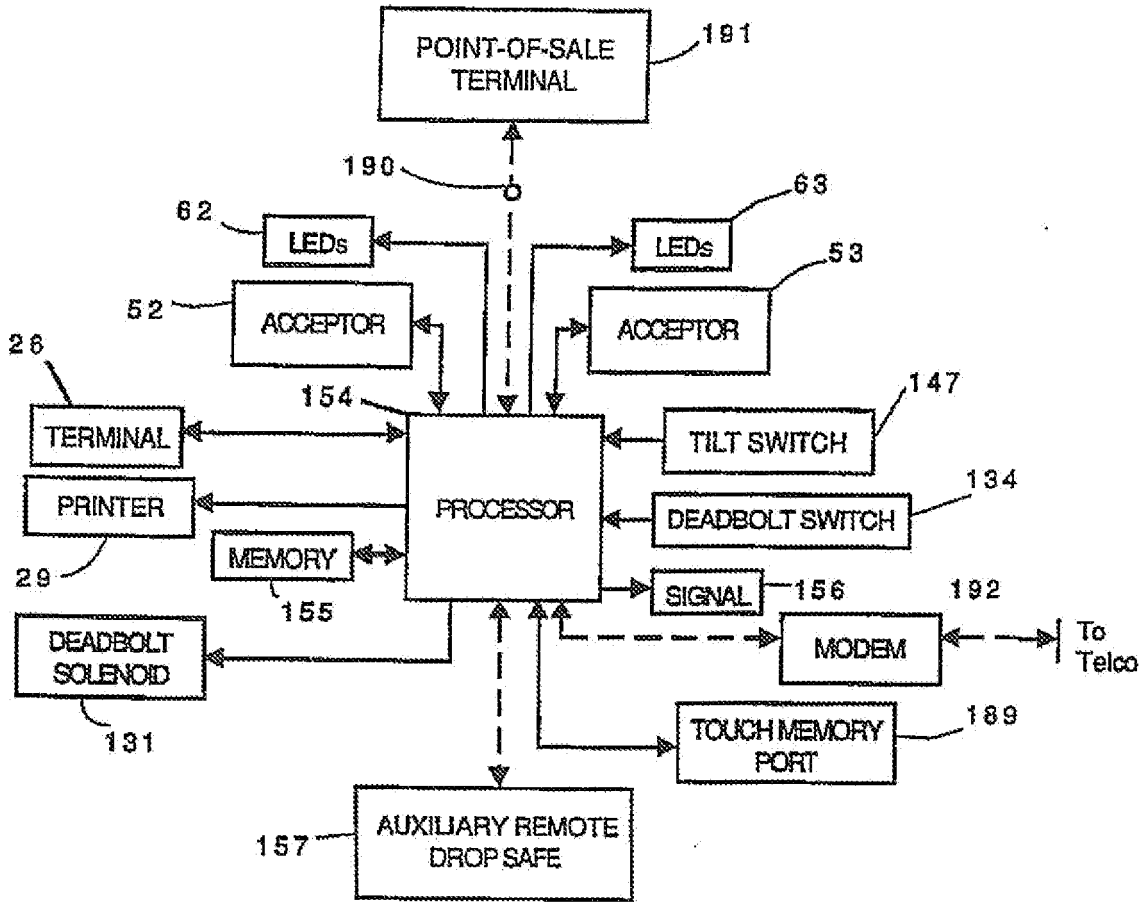 POINT-OF-SALE
TERMINAL
191
190
62
LEDs
63
LEDs
52
ACCEPTOR
53
ACCEPTOR
26
TERMINAL
154
PROCESSOR
147
TILT SWITCH
PRINTER
29
134
DEADBOLT SWITCH
MEMORY
155
SIGNAL
156
192
DEADBOLT
SOLENOID
131
MODEM
To
Telco
189
TOUCH MEMORY
PORT
157
AUXILIARY REMOTE
DROP SAFE